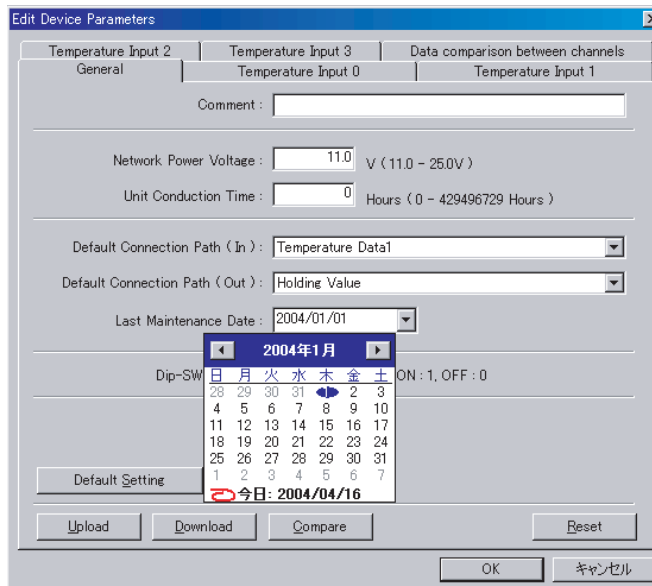 Edit Device Parameters
Temperature Input 2 Temperature Input 3 Data comparison between channels
General Temperature Input 0 Temperature Input 1
Comment :
Network Power Voltage : 11.0 V ( 11.0 - 25.0V )
Unit Conduction Time : 0 Hours ( 0 - 429496729 Hours )
Default Connection Path ( In ) : Temperature Data1
Default Connection Path ( Out ) : Holding Value
Last Maintenance Date : 2004/01/01
2004年1月
Dip-SW ON : 1, OFF : 0
日 月 火 水 木 金 土
28 29 30 31 2 3
4 5 6 7 8 9 10
11 12 13 14 15 16 17
18 19 20 21 22 23 24
25 26 27 28 29 30 31
1 2 3 4 5 6 7
今日: 2004/04/16
Default Setting
Upload Download Compare Reset
OK キャンセル